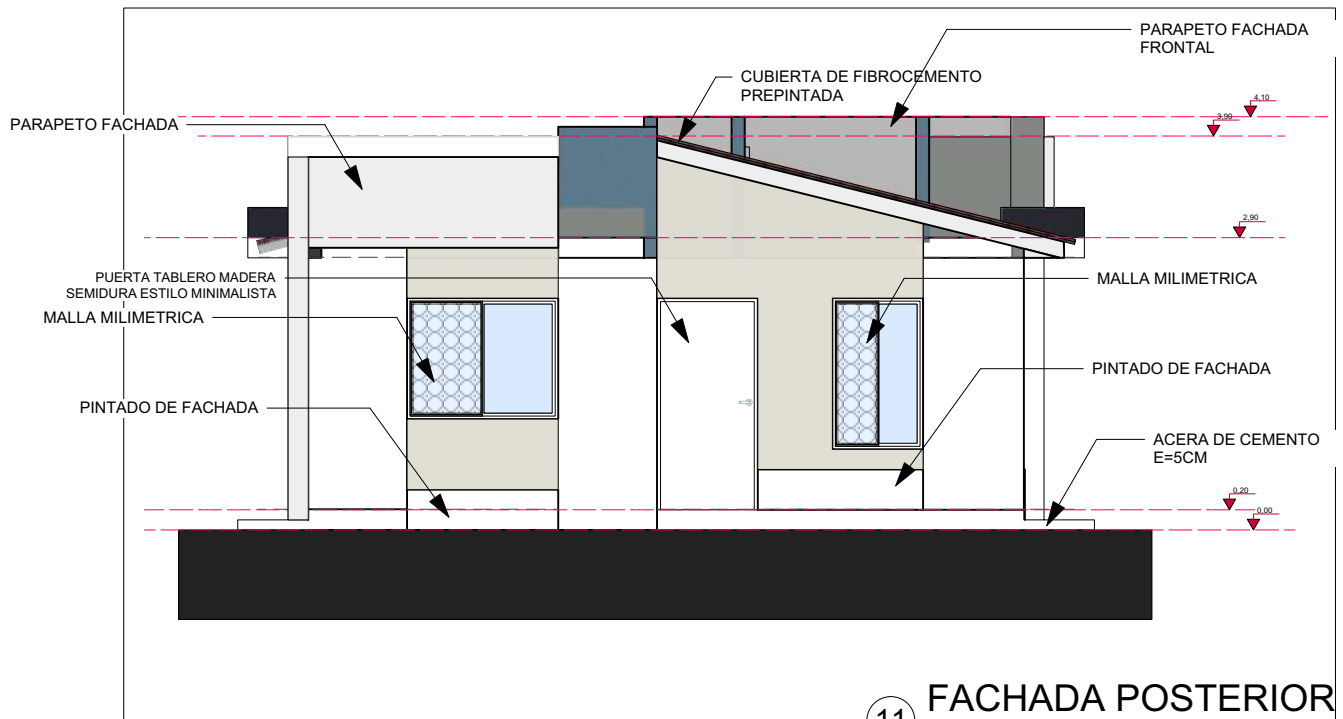 PARAPETO FACHADA
FRONTAL
CUBIERTA DE FIBROCEMENTO
PREPINTADA
4,10
3,90
PARAPETO FACHADA
2,90
PUERTA TABLERO MADERA
SEMIDURA ESTILO MINIMALISTA
MALLA MILIMETRICA
MALLA MILIMETRICA
PINTADO DE FACHADA
PINTADO DE FACHADA
ACERA DE CEMENTO
E=5CM
0,20
0,00
11
FACHADA POSTERIOR